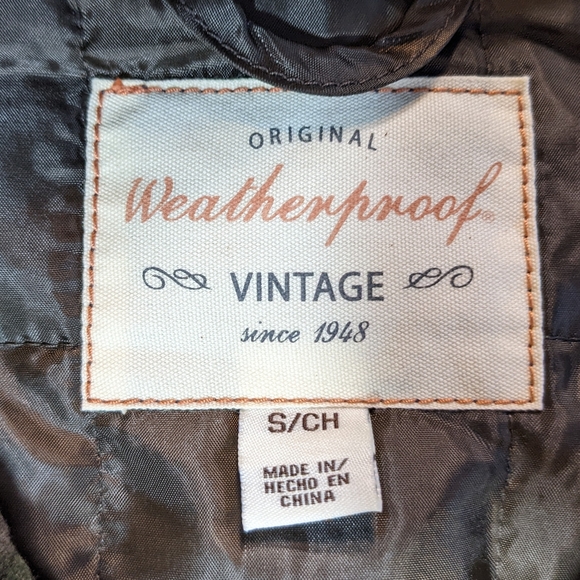 ORIGINAL
Weatherproof®
VINTAGE
since 1948
S/CH
MADE IN/
HECHO EN
CHINA